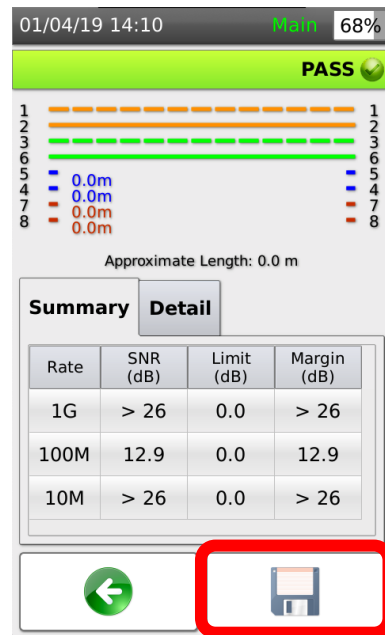 01/04/19 14:10 Main 68%
PASS
1 1
2 2
3 3
6 6
5 0.0m 5
4 0.0m 4
7 0.0m 7
8 0.0m 8
Approximate Length: 0.0 m
Summary Detail
Rate SNR (dB) Limit (dB) Margin (dB)
1G > 26 0.0 > 26
100M 12.9 0.0 12.9
10M > 26 0.0 > 26